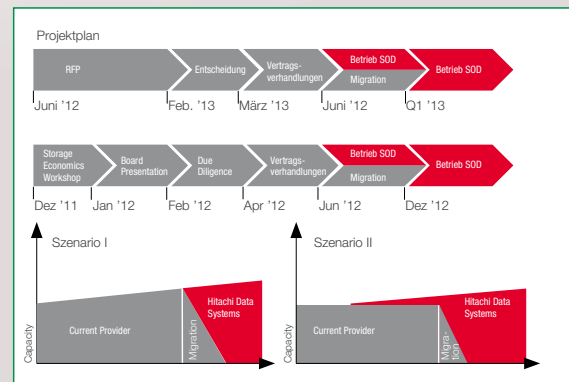 Projektplan
RFP
Entscheidung
Vertrags-
verhandlungen
Betrieb SOD
Migration
Betrieb SOD
Juni '12
Feb. '13
März '13
Juni '12
Q1 '13
Storage
Economics
Workshop
Board
Presentation
Due
Diligence
Vertrags-
verhandlungen
Betrieb SOD
Migration
Betrieb SOD
Dez '11
Jan '12
Feb '12
Apr '12
Jun '12
Dez '12
Szenario I
Capacity
Current Provider
Migration
Hitachi Data
Systems
Szenario II
Capacity
Current Provider
Migra-
tion
Hitachi Data
Systems